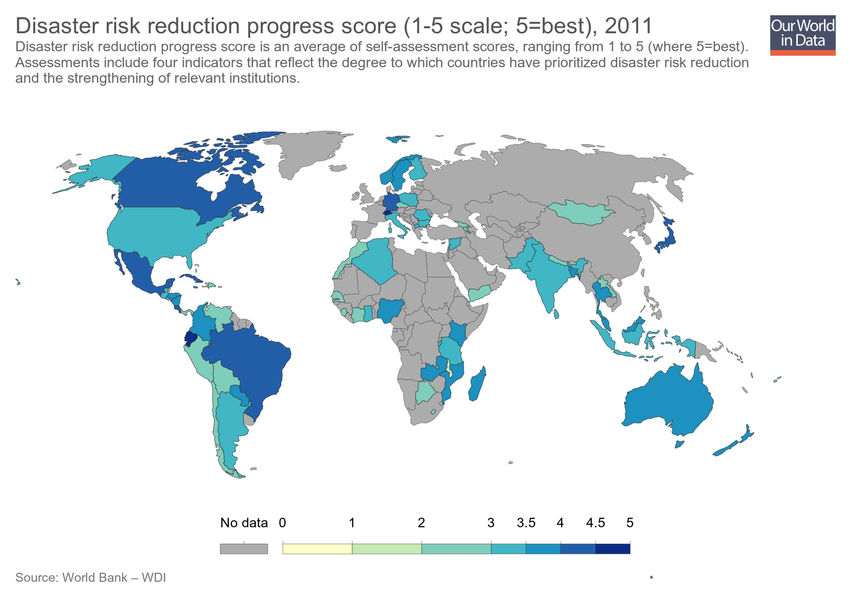 Disaster risk reduction progress score (1-5 scale; 5=best), 2011
Our World
in Data
Disaster risk reduction progress score is an average of self-assessment scores, ranging from 1 to 5 (where 5=best).
Assessments include four indicators that reflect the degree to which countries have prioritized disaster risk reduction
and the strengthening of relevant institutions.
No data 0 1 2 3 3.5 4 4.5 5
Source: World Bank – WDI